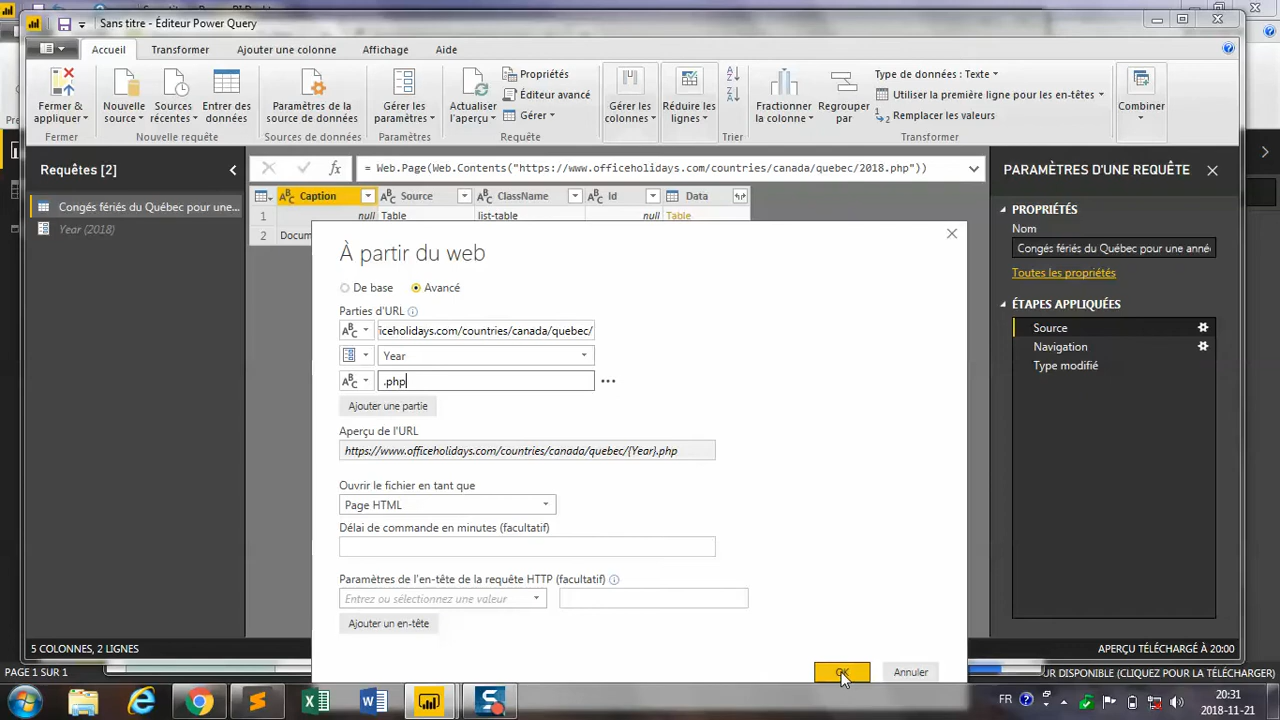 Sans titre - Éditeur Power Query
Accueil
Transformer
Ajouter une colonne
Affichage
Aide
Fermer &
appliquer
Nouvelle
source
Sources
récentes
Entrer des
données
Paramètres de la
source de données
Gérer les
paramètres
Actualiser
l'aperçu
Propriétés
Éditeur avancé
Gérer
Gérer les
colonnes
Réduire les
lignes
Fractionner
la colonne
Regrouper
par
Type de données : Texte
Utiliser la première ligne pour les en-têtes
Remplacer les valeurs
Combiner
Fermer
Nouvelle requête
Sources de données
Paramètres
Requête
Trier
Transformer
Requêtes [2]
Congés fériés du Québec pour une...
Year (2018)
= Web.Page(Web.Contents("https://www.officeholidays.com/countries/canada/quebec/2018.php"))
Caption
Source
ClassName
Id
Data
1
null
Table
list-table
null
Table
2
Docum
À partir du web
De base
Avancé
Parties d'URL
ABC
iceholidays.com/countries/canada/quebec/
Year
ABC
.php
Ajouter une partie
Aperçu de l'URL
https://www.officeholidays.com/countries/canada/quebec/{Year}.php
Ouvrir le fichier en tant que
Page HTML
Délai de commande en minutes (facultatif)
Paramètres de l'en-tête de la requête HTTP (facultatif)
Entrez ou sélectionnez une valeur
Ajouter un en-tête
OK
Annuler
PARAMÈTRES D'UNE REQUÊTE
PROPRIÉTÉS
Nom
Congés fériés du Québec pour une anné
Toutes les propriétés
ÉTAPES APPLIQUÉES
Source
Navigation
Type modifié
5 COLONNES, 2 LIGNES
APERÇU TÉLÉCHARGÉ À 20:00
PAGE 1 SUR 1
UR DISPONIBLE (CLIQUEZ POUR LA TÉLÉCHARGER)
FR
20:31
2018-11-21